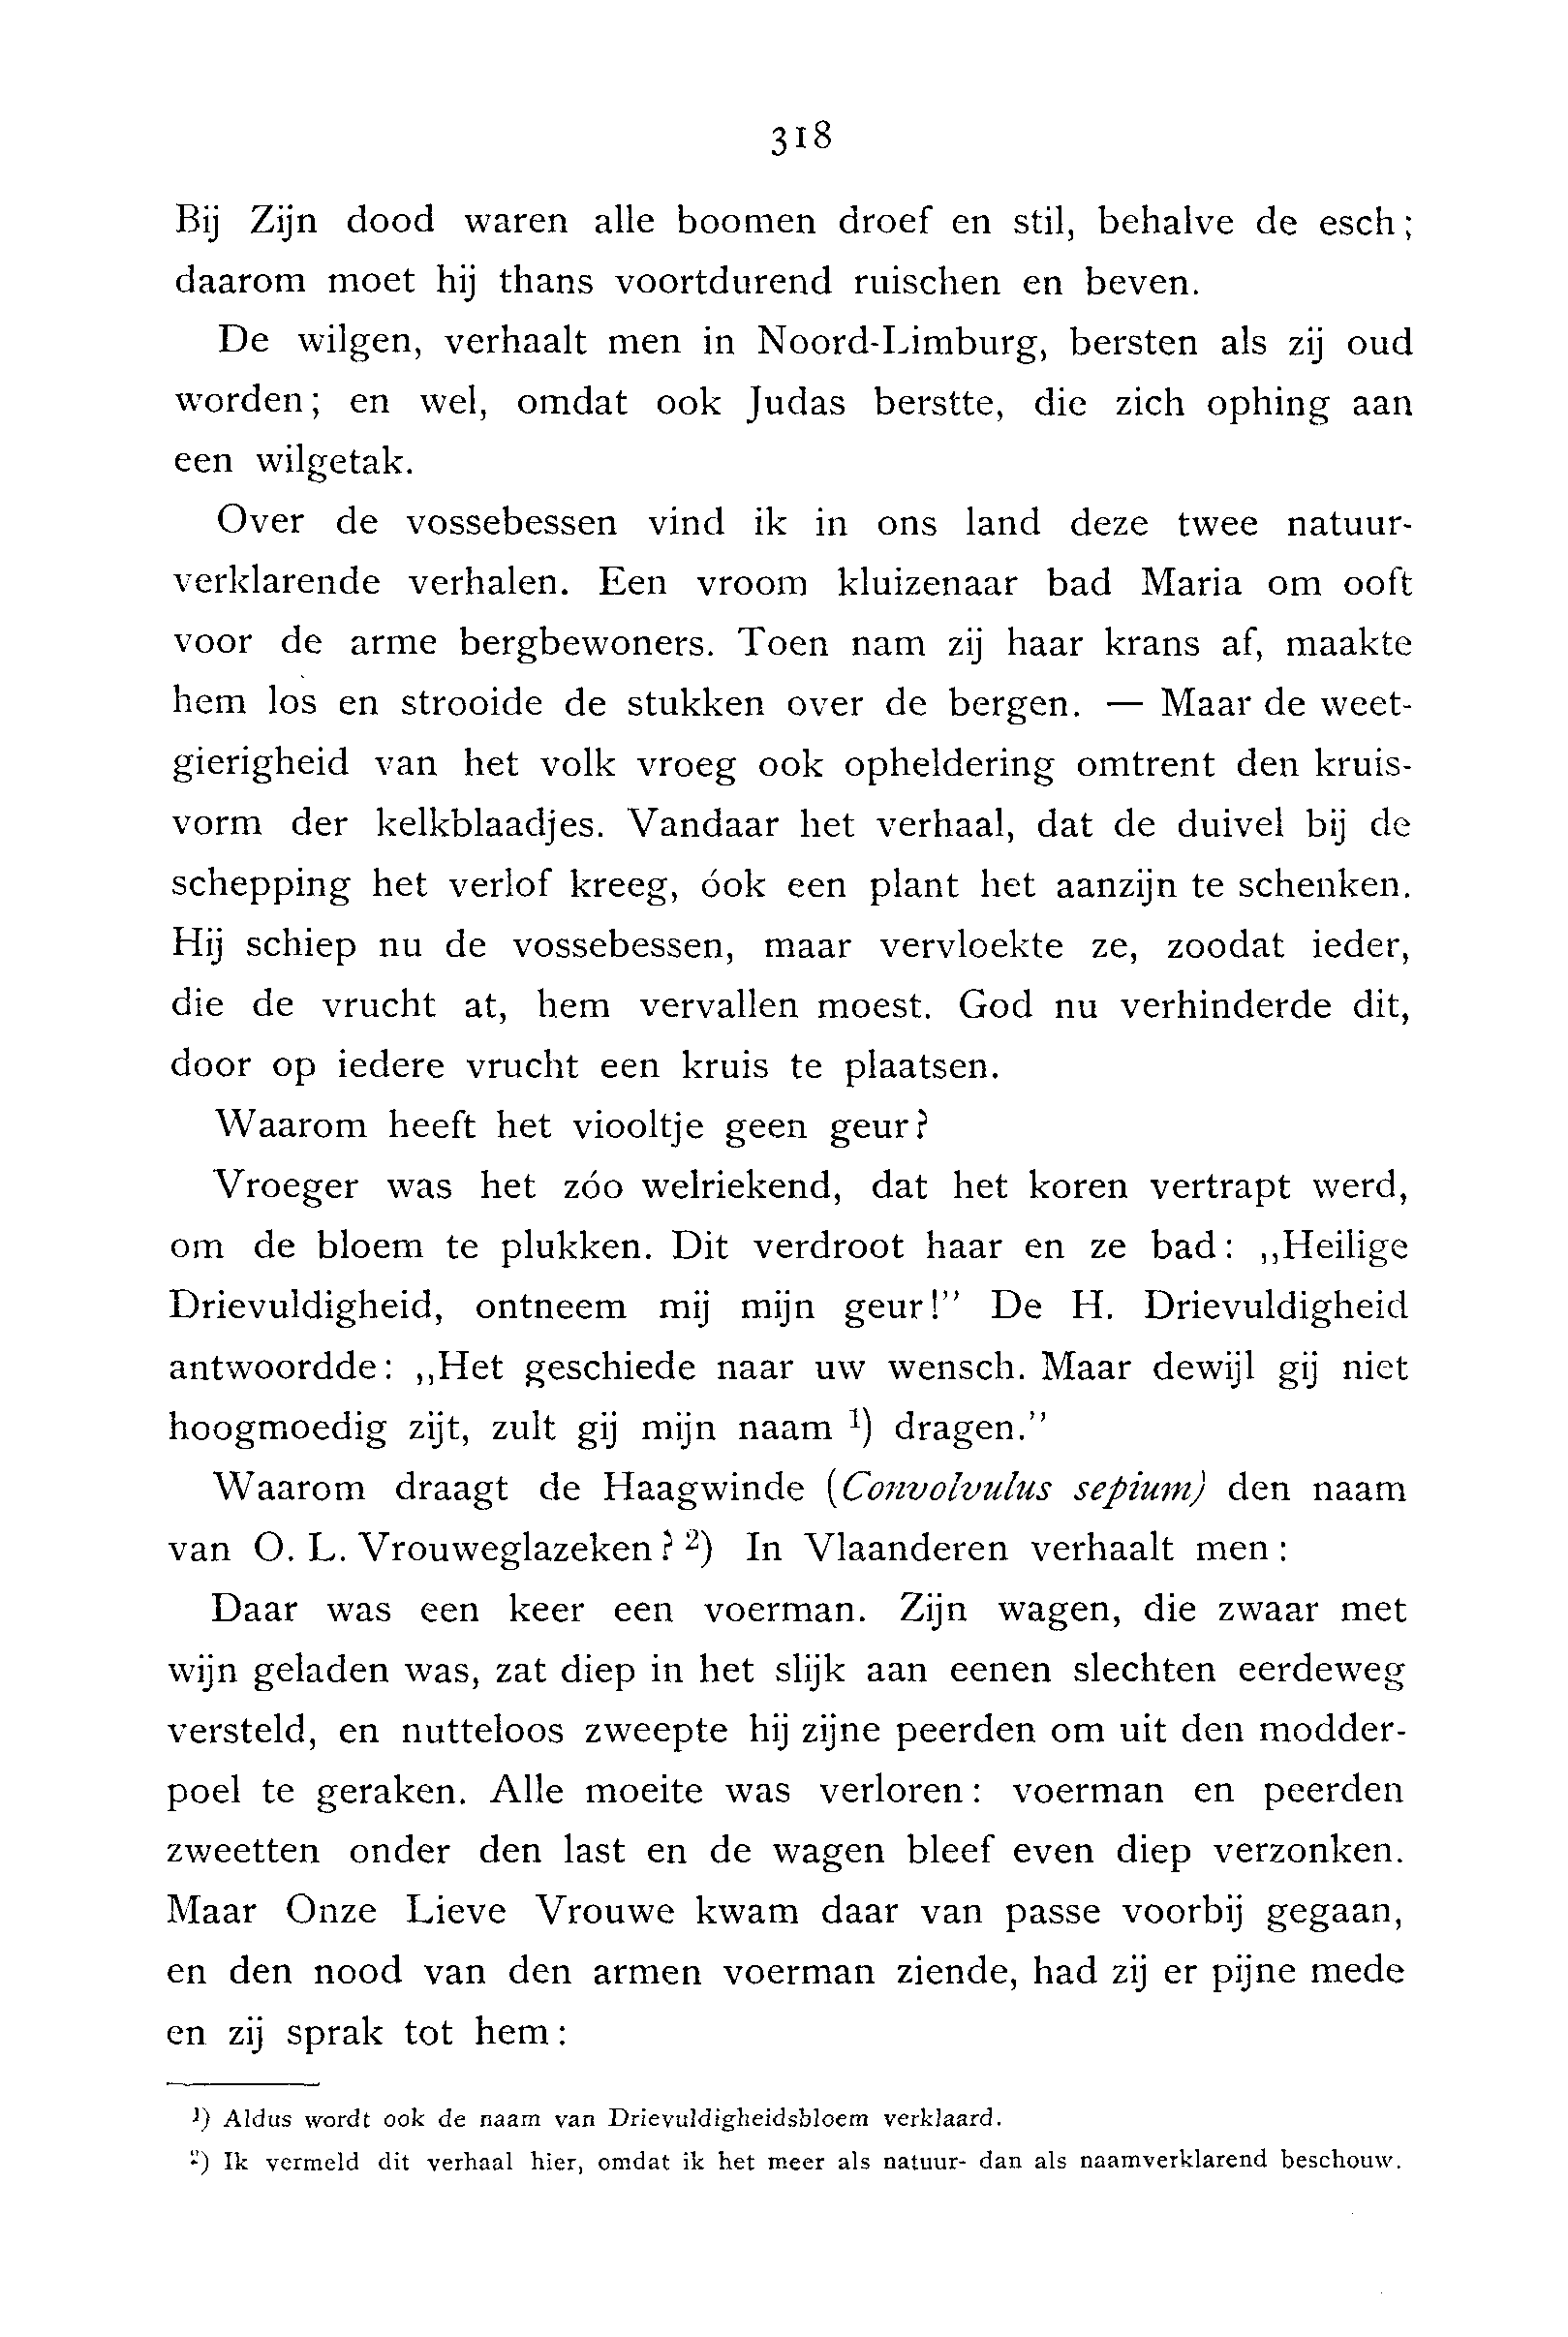 318
Bij Zijn dood waren alle boomen droef en stil, behalve de esch;
daarom moet hij thans voortdurend ruischen en beven.
De wilgen, verhaalt men in Noord-Limburg, bersten als zij oud
worden; en wel, omdat ook Judas berstte, die zich ophing aan
een wilgetak.
Over de vossebessen vind ik in ons land deze twee natuur-
verklarende verhalen. Een vroom kluizenaar bad Maria om ooft
voor de arme bergbewoners. Toen nam zij haar krans af, maakte
hem los en strooide de stukken over de bergen. — Maar de weet-
gierigheid van het volk vroeg ook opheldering omtrent den kruis-
vorm der kelkblaadjes. Vandaar het verhaal, dat de duivel bij de
schepping het verlof kreeg, óok een plant het aanzijn te schenken.
Hij schiep nu de vossebessen, maar vervloekte ze, zoodat ieder,
die de vrucht at, hem vervallen moest. God nu verhinderde dit,
door op iedere vrucht een kruis te plaatsen.
Waarom heeft het viooltje geen geur?
Vroeger was het zóo welriekend, dat het koren vertrapt werd,
om de bloem te plukken. Dit verdroot haar en ze bad: „Heilige
Drievuldigheid, ontneem mij mijn geur!” De H. Drievuldigheid
antwoordde: „Het geschiede naar uw wensch. Maar dewijl gij niet
hoogmoedig zijt, zult gij mijn naam ¹) dragen.”
Waarom draagt de Haagwinde (Convolvulus sepium) den naam
van O. L. Vrouweglazeken? ²) In Vlaanderen verhaalt men:
Daar was een keer een voerman. Zijn wagen, die zwaar met
wijn geladen was, zat diep in het slijk aan eenen slechten eerdeweg
versteld, en nutteloos zweepte hij zijne peerden om uit den modder-
poel te geraken. Alle moeite was verloren: voerman en peerden
zweetten onder den last en de wagen bleef even diep verzonken.
Maar Onze Lieve Vrouwe kwam daar van passe voorbij gegaan,
en den nood van den armen voerman ziende, had zij er pijne mede
en zij sprak tot hem:
¹) Aldus wordt ook de naam van Drievuldigheidsbloem verklaard.
²) Ik vermeld dit verhaal hier, omdat ik het meer als natuur- dan als naamverklarend beschouw.